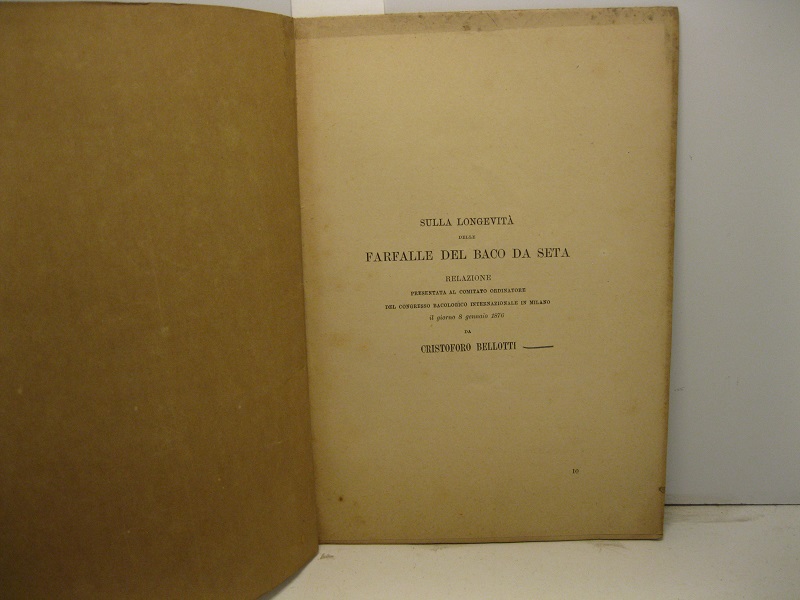 SULLA LONGEVITÀ
DELLE
FARFALLE DEL BACO DA SETA
RELAZIONE
PRESENTATA AL COMITATO ORDINATORE
DEL CONGRESSO BACOLOGICO INTERNAZIONALE IN MILANO
il giorno 8 gennaio 1876
DA
CRISTOFORO BELLOTTI
10